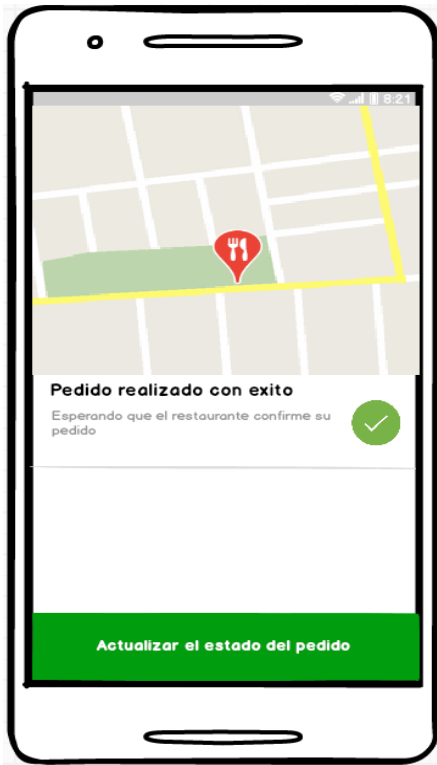 8:21
Pedido realizado con exito
Esperando que el restaurante confirme su
pedido
Actualizar el estado del pedido